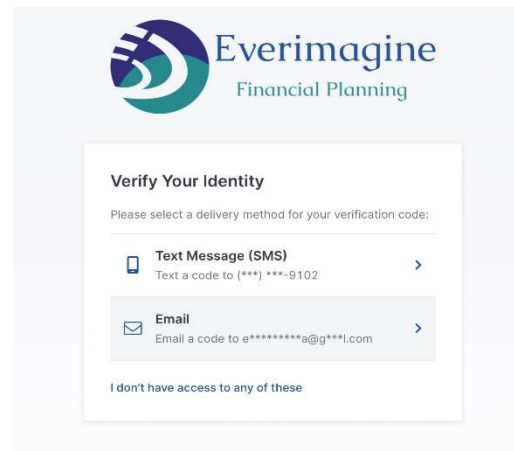 Everimagine
Financial Planning
Verify Your Identity
Please select a delivery method for your verification code:
Text Message (SMS)
Text a code to (***) ***-9102
Email
Email a code to e*********a@g***l.com
I don't have access to any of these